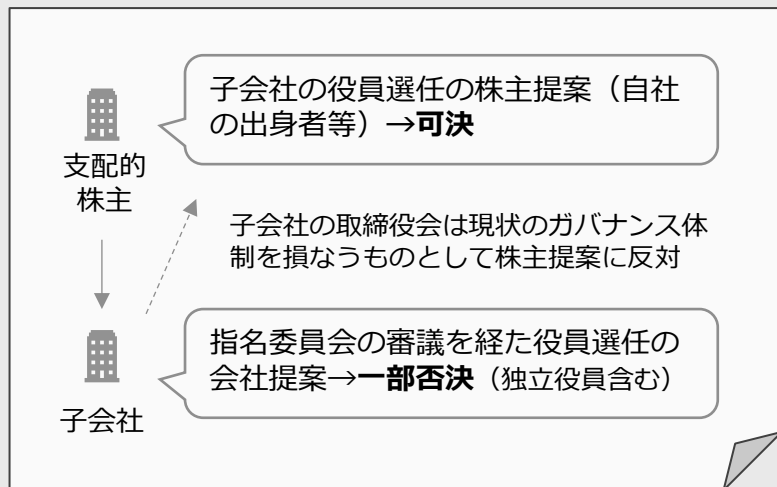 子会社の役員選任の株主提案（自社
の出身者等）→可決
支配的
株主
子会社の取締役会は現状のガバナンス体
制を損なうものとして株主提案に反対
指名委員会の審議を経た役員選任の
会社提案→一部否決（独立役員含む）
子会社